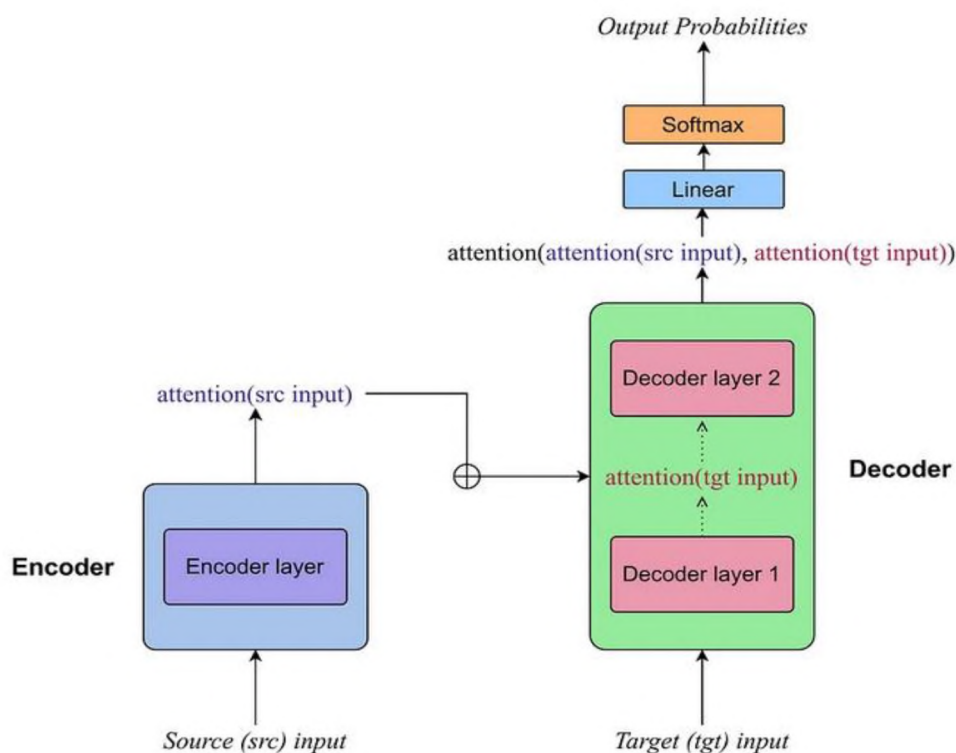 Output Probabilities
Softmax
Linear
attention(attention(src input), attention(tgt input))
Decoder layer 2
attention(src input)
attention(tgt input)
Decoder
Encoder
Encoder layer
Decoder layer 1
Source (src) input
Target (tgt) input